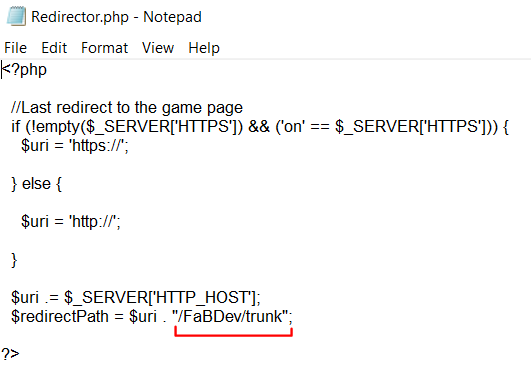 Redirector.php - Notepad
File Edit Format View Help
<?php
//Last redirect to the game page
if (!empty($_SERVER['HTTPS']) && ('on' == $_SERVER['HTTPS'])) {
$uri = 'https://';
} else {
$uri = 'http://';
}
$uri .= $_SERVER['HTTP_HOST'];
$redirectPath = $uri . "/FaBDev/trunk";
?>